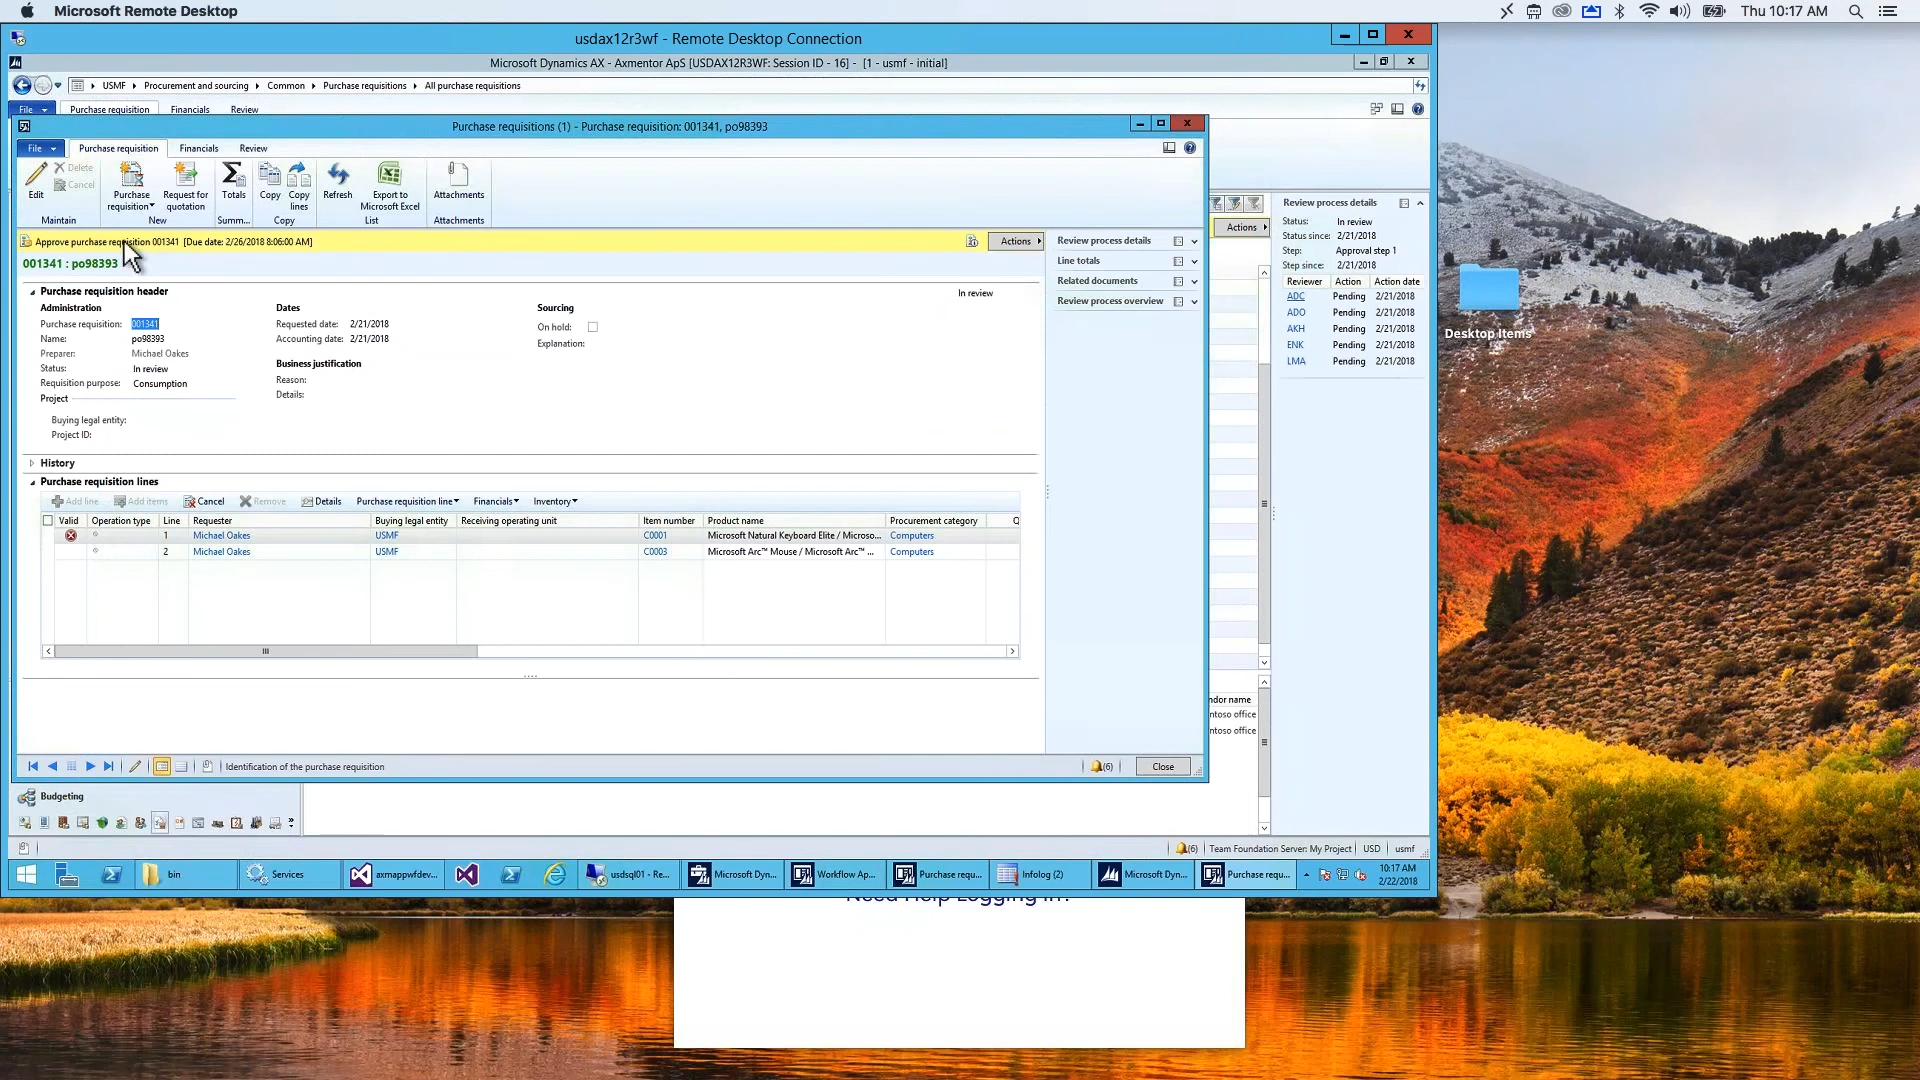 Microsoft Remote Desktop
Thu 10:17 AM
usdax12r3wf - Remote Desktop Connection
Microsoft Dynamics AX - Axmentor ApS [USDAX12R3WF: Session ID - 16] - [1 - usmf - initial]
USMF Procurement and sourcing Common Purchase requisitions All purchase requisitions
File Purchase requisition Financials Review
Purchase requisitions (1) - Purchase requisition: 001341, po98393
File Purchase requisition Financials Review
Edit Delete Cancel Purchase requisition Request for quotation Totals Copy Copy lines Refresh Export to Microsoft Excel Attachments
Maintain New Summ... Copy List Attachments
Approve purchase requisition 001341 [Due date: 2/26/2018 8:06:00 AM]
Actions
001341 : po98393
Purchase requisition header
In review
Administration
Purchase requisition: 001341
Name: po98393
Preparer: Michael Oakes
Status: In review
Requisition purpose: Consumption
Project
Buying legal entity:
Project ID:
Dates
Requested date: 2/21/2018
Accounting date: 2/21/2018
Business justification
Reason:
Details:
Sourcing
On hold:
Explanation:
History
Purchase requisition lines
Add line Add items Cancel Remove Details Purchase requisition line Financials Inventory
Valid Operation type Line Requester Buying legal entity Receiving operating unit Item number Product name Procurement category Q
1 Michael Oakes USMF C0001 Microsoft Natural Keyboard Elite / Microso... Computers
2 Michael Oakes USMF C0003 Microsoft Arc™ Mouse / Microsoft Arc™ ... Computers
Review process details
Line totals
Related documents
Review process overview
Identification of the purchase requisition
(6)
Close
Actions
Review process details
Status: In review
Status since: 2/21/2018
Step: Approval step 1
Step since: 2/21/2018
Reviewer Action Action date
ADC Pending 2/21/2018
ADO Pending 2/21/2018
AKH Pending 2/21/2018
ENK Pending 2/21/2018
LMA Pending 2/21/2018
ndor name
ntoso office
ntoso office
Desktop Items
Budgeting
(6) Team Foundation Server: My Project USD usmf
bin Services axmappwfdev... usdsql01 - Re... Microsoft Dyn... Workflow Ap... Purchase requ... Infolog (2) Microsoft Dyn... Purchase requ...
10:17 AM
2/22/2018
Need Help Logging In?